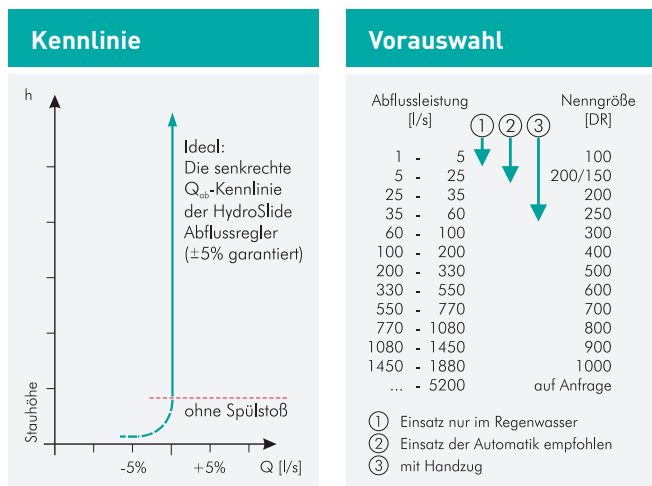 Kennlinie
h
Ideal:
Die senkrechte
Qab-Kennlinie
der HydroSlide
Abflussregler
(±5% garantiert)
ohne Spülstoß
Stauhöhe
-5% +5% Q [l/s]
Vorauswahl
Abflussleistung Nenngröße
[l/s] 1 2 3 [DR]
1 - 5 100
5 - 25 200/150
25 - 35 200
35 - 60 250
60 - 100 300
100 - 200 400
200 - 330 500
330 - 550 600
550 - 770 700
770 - 1080 800
1080 - 1450 900
1450 - 1880 1000
... - 5200 auf Anfrage
1 Einsatz nur im Regenwasser
2 Einsatz der Automatik empfohlen
3 mit Handzug